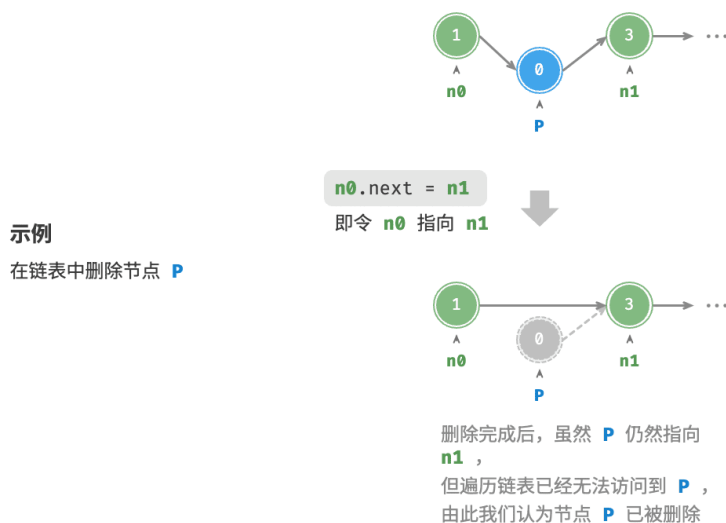 1
3
...
0
n0
n1
P
n0.next = n1
即令 n0 指向 n1
示例
在链表中删除节点 P
1
3
...
0
n0
n1
P
删除完成后，虽然 P 仍然指向
n1 ，
但遍历链表已经无法访问到 P ，
由此我们认为节点 P 已被删除